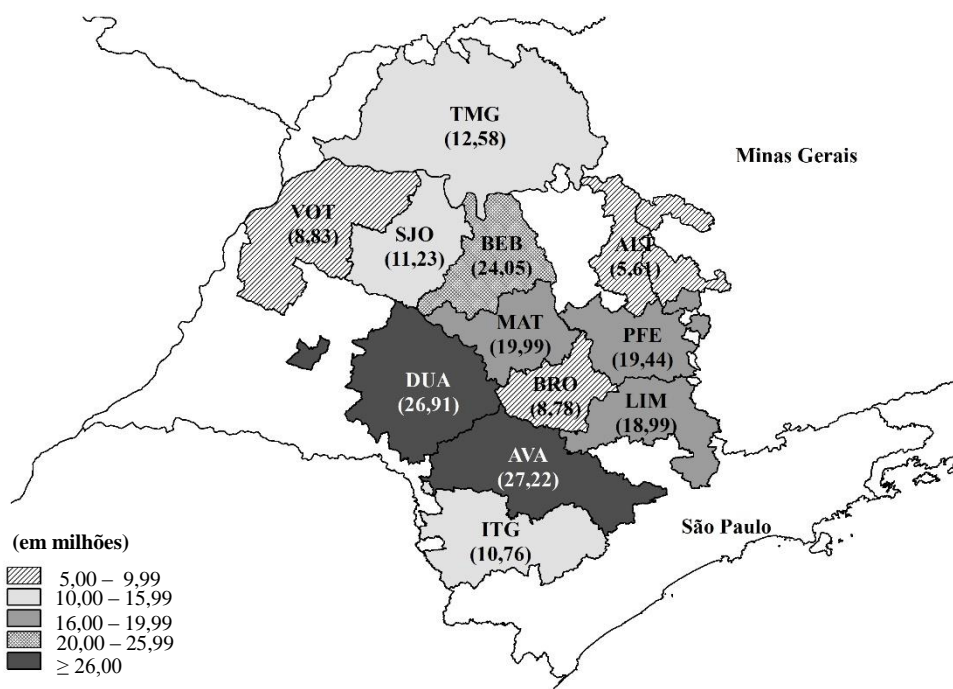 TMG
(12,58)
Minas Gerais
VOT
(8,83)
SJO
(11,23)
BEB
(24,05)
ALT
(5,61)
MAT
(19,99)
PFE
(19,44)
DUA
(26,91)
BRO
(8,78)
LIM
(18,99)
AVA
(27,22)
ITG
(10,76)
São Paulo
(em milhões)
5,00 – 9,99
10,00 – 15,99
16,00 – 19,99
20,00 – 25,99
≥ 26,00